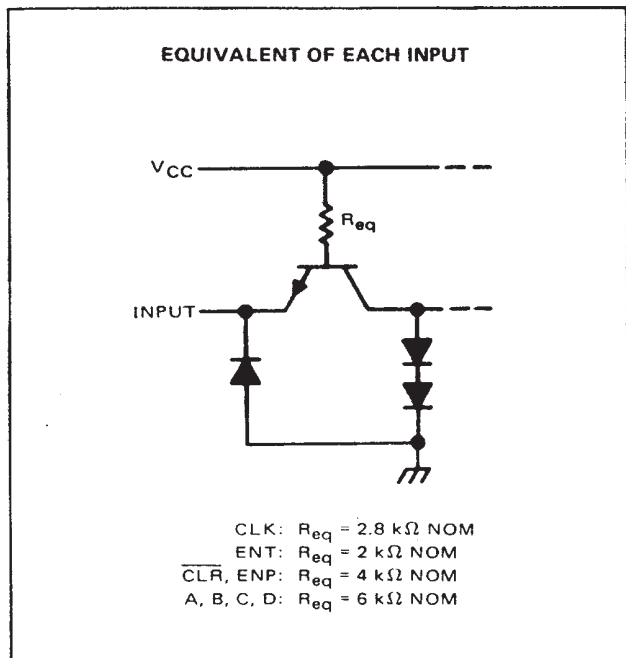 EQUIVALENT OF EACH INPUT
VCC
Req
INPUT
CLK: Req = 2.8 kΩ NOM
ENT: Req = 2 kΩ NOM
C̅L̅R̅, ENP: Req = 4 kΩ NOM
A, B, C, D: Req = 6 kΩ NOM